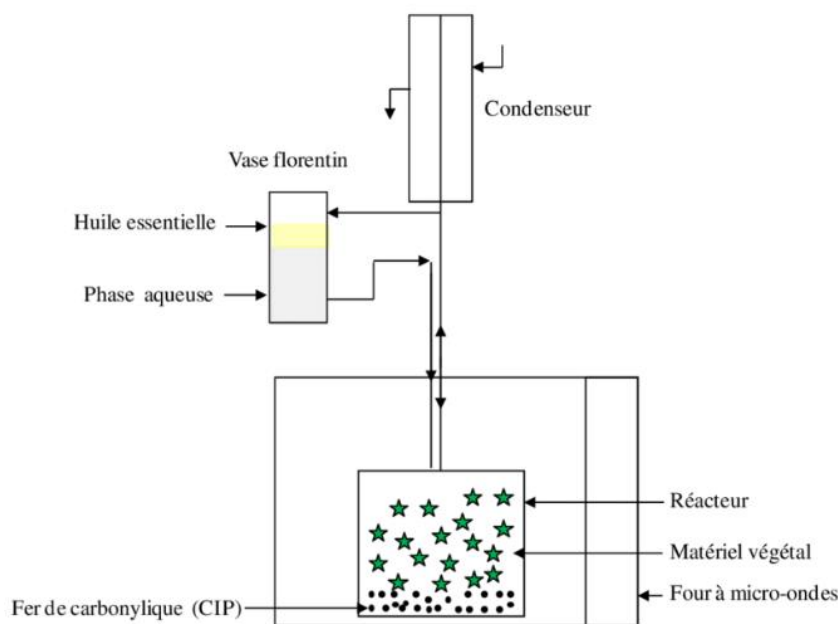 Condenseur
Vase florentin
Huile essentielle
Phase aqueuse
Réacteur
Matériel végétal
Four à micro-ondes
Fer de carbonylique (CIP)